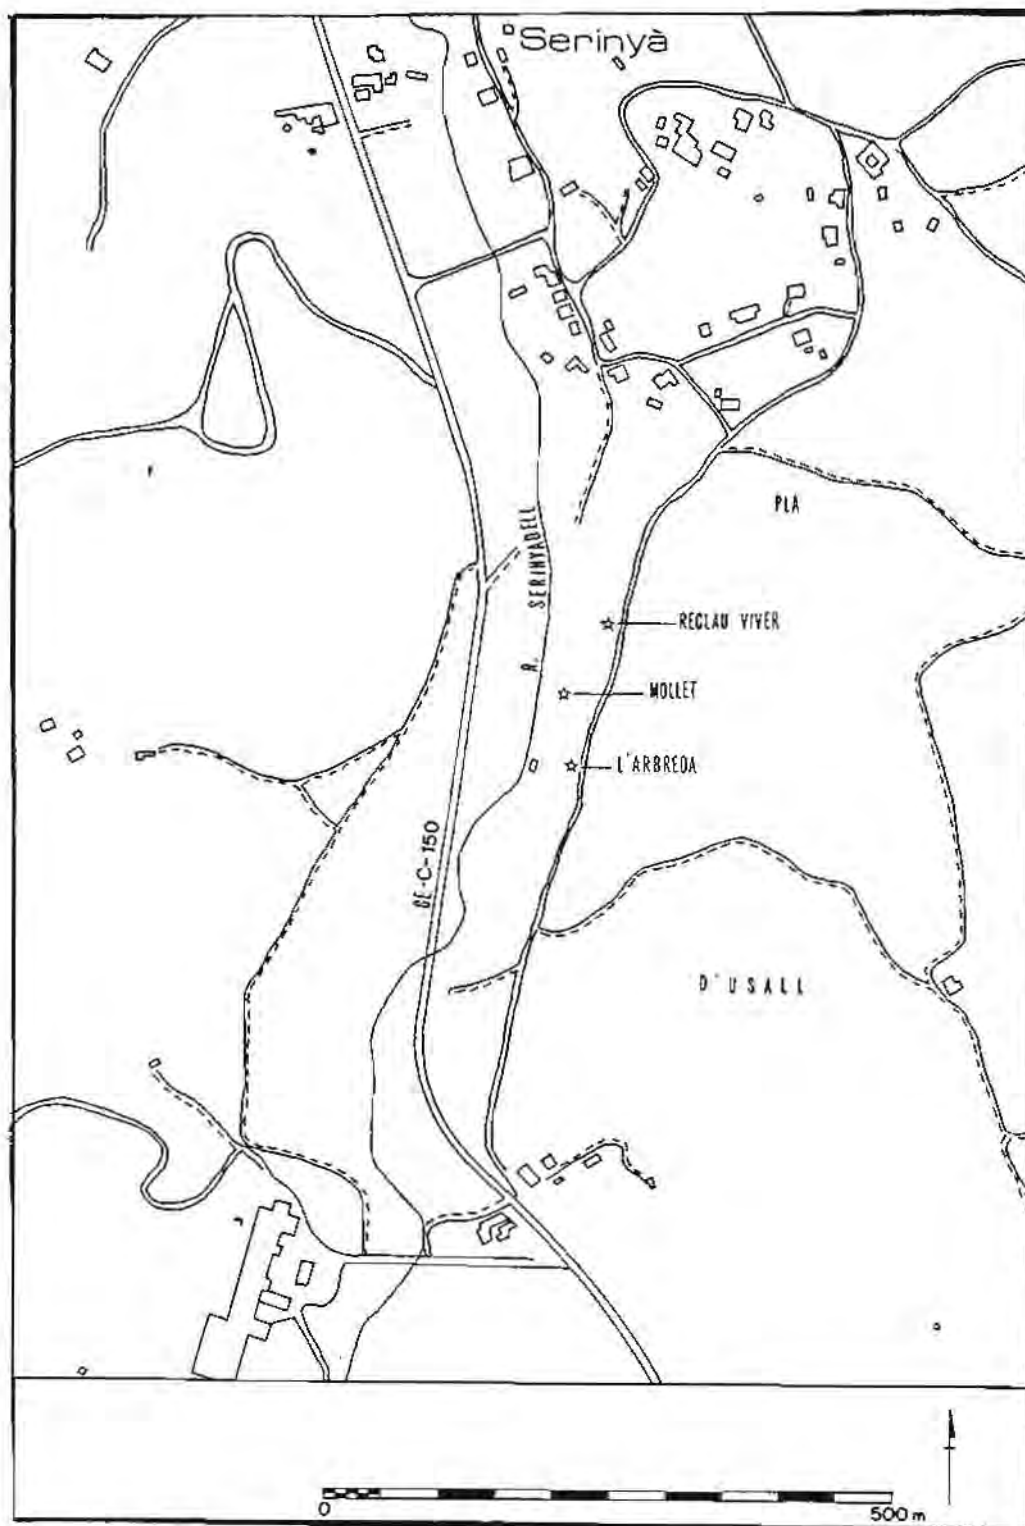 Serinyà
PLA
R. SERINYADELL
RECLAU VIVER
MOLLET
L'ARBREDA
GE-C-150
D'USALL
0
500 m